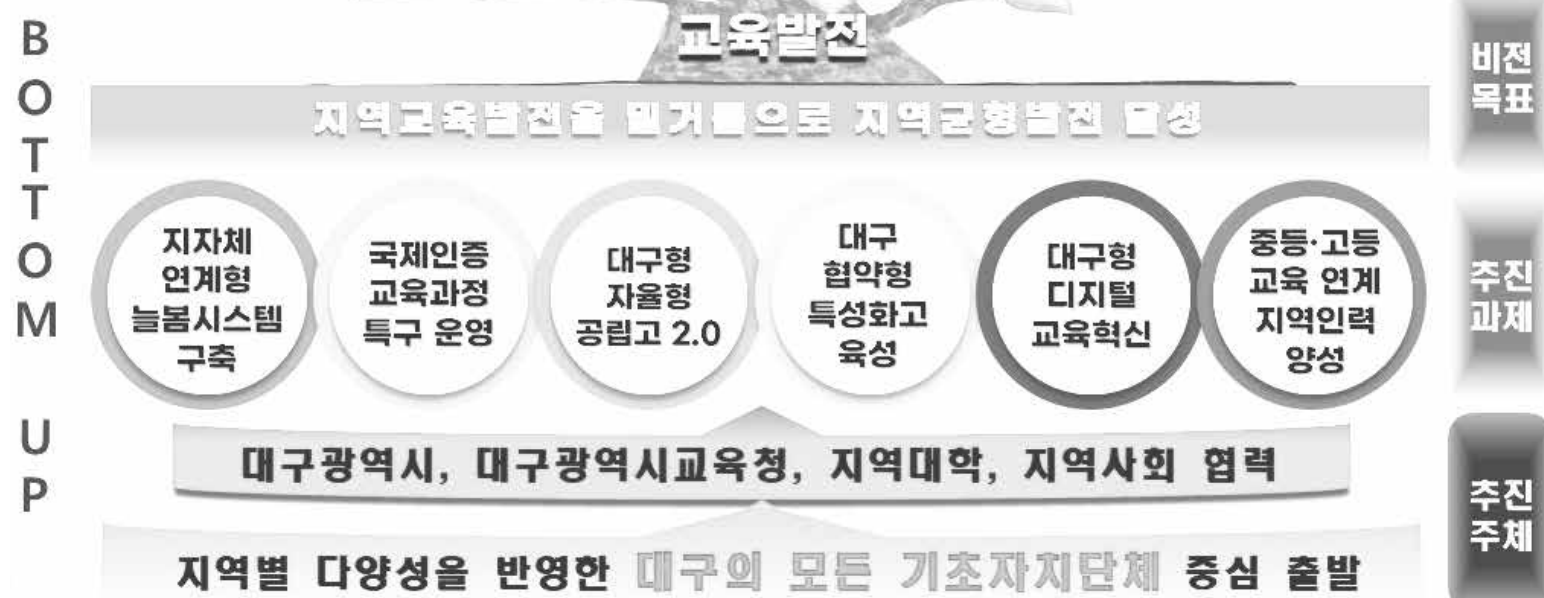 BOTTOM UP
교육발전
지역교육발전을 밑거름으로 지역균형발전 달성
비전
목표
지자체
연계형
늘봄시스템
구축
국제인증
교육과정
특구 운영
대구형
자율형
공립고 2.0
대구
협약형
특성화고
육성
대구형
디지털
교육혁신
중등·고등
교육 연계
지역인력
양성
추진
과제
대구광역시, 대구광역시교육청, 지역대학, 지역사회 협력
지역별 다양성을 반영한 대구의 모든 기초자치단체 중심 출발
추진
주체